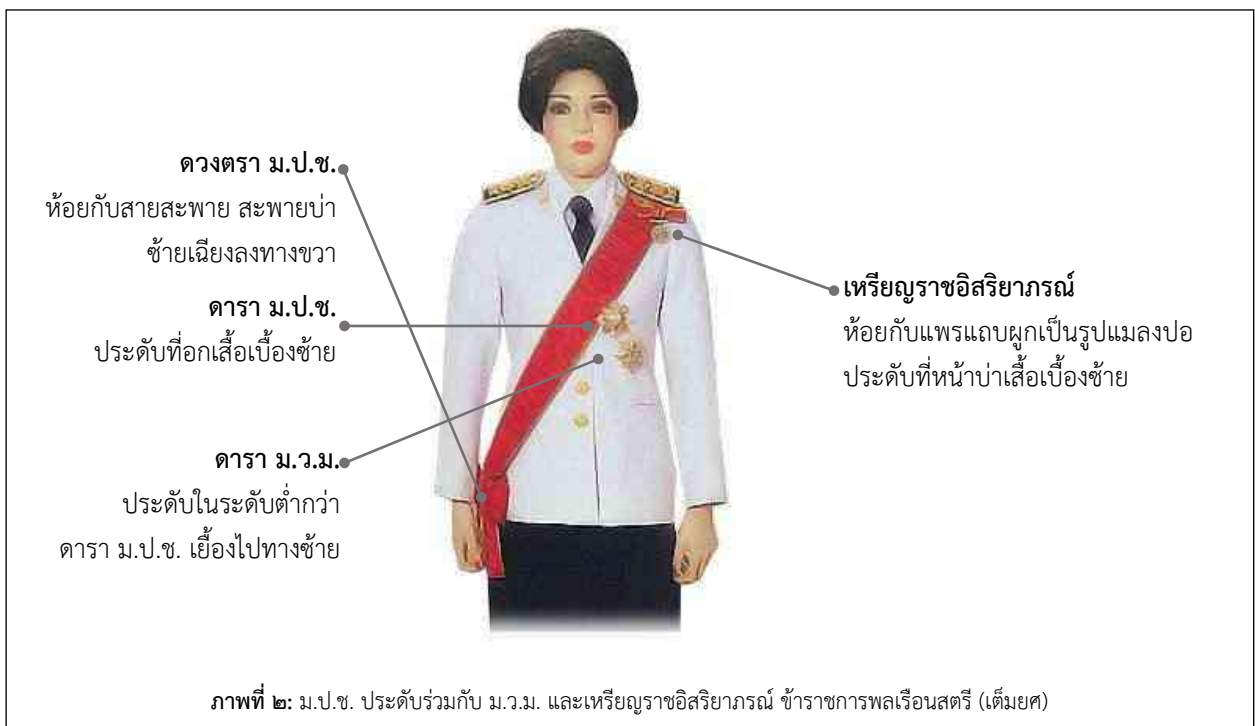 ดวงตรา ม.ป.ช.
ห้อยกับสายสะพาย สะพายบ่า
ซ้ายเฉียงลงทางขวา
ดารา ม.ป.ช.
ประดับที่อกเสื้อเบื้องซ้าย
ดารา ม.ว.ม.
ประดับในระดับต่ำกว่า
ดารา ม.ป.ช. เยื้องไปทางซ้าย
เหรียญราชอิสริยาภรณ์
ห้อยกับแพรแถบผูกเป็นรูปแมลงปอ
ประดับที่หน้าบ่าเสื้อเบื้องซ้าย
ภาพที่ ๒: ม.ป.ช. ประดับร่วมกับ ม.ว.ม. และเหรียญราชอิสริยาภรณ์ ข้าราชการพลเรือนสตรี (เต็มยศ)